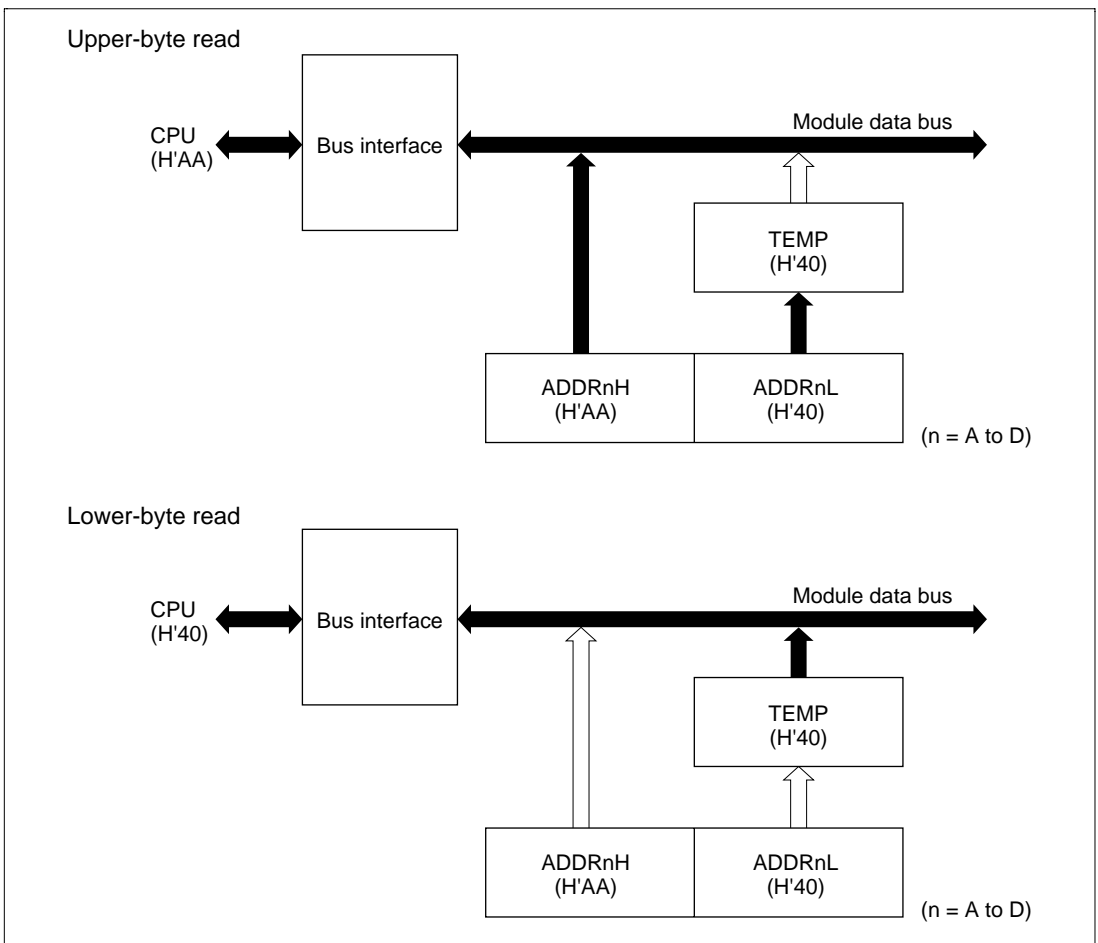 Upper-byte read
CPU
(H'AA)
Bus interface
Module data bus
TEMP
(H'40)
ADDRnH
(H'AA)
ADDRnL
(H'40)
(n = A to D)
Lower-byte read
CPU
(H'40)
Bus interface
Module data bus
TEMP
(H'40)
ADDRnH
(H'AA)
ADDRnL
(H'40)
(n = A to D)